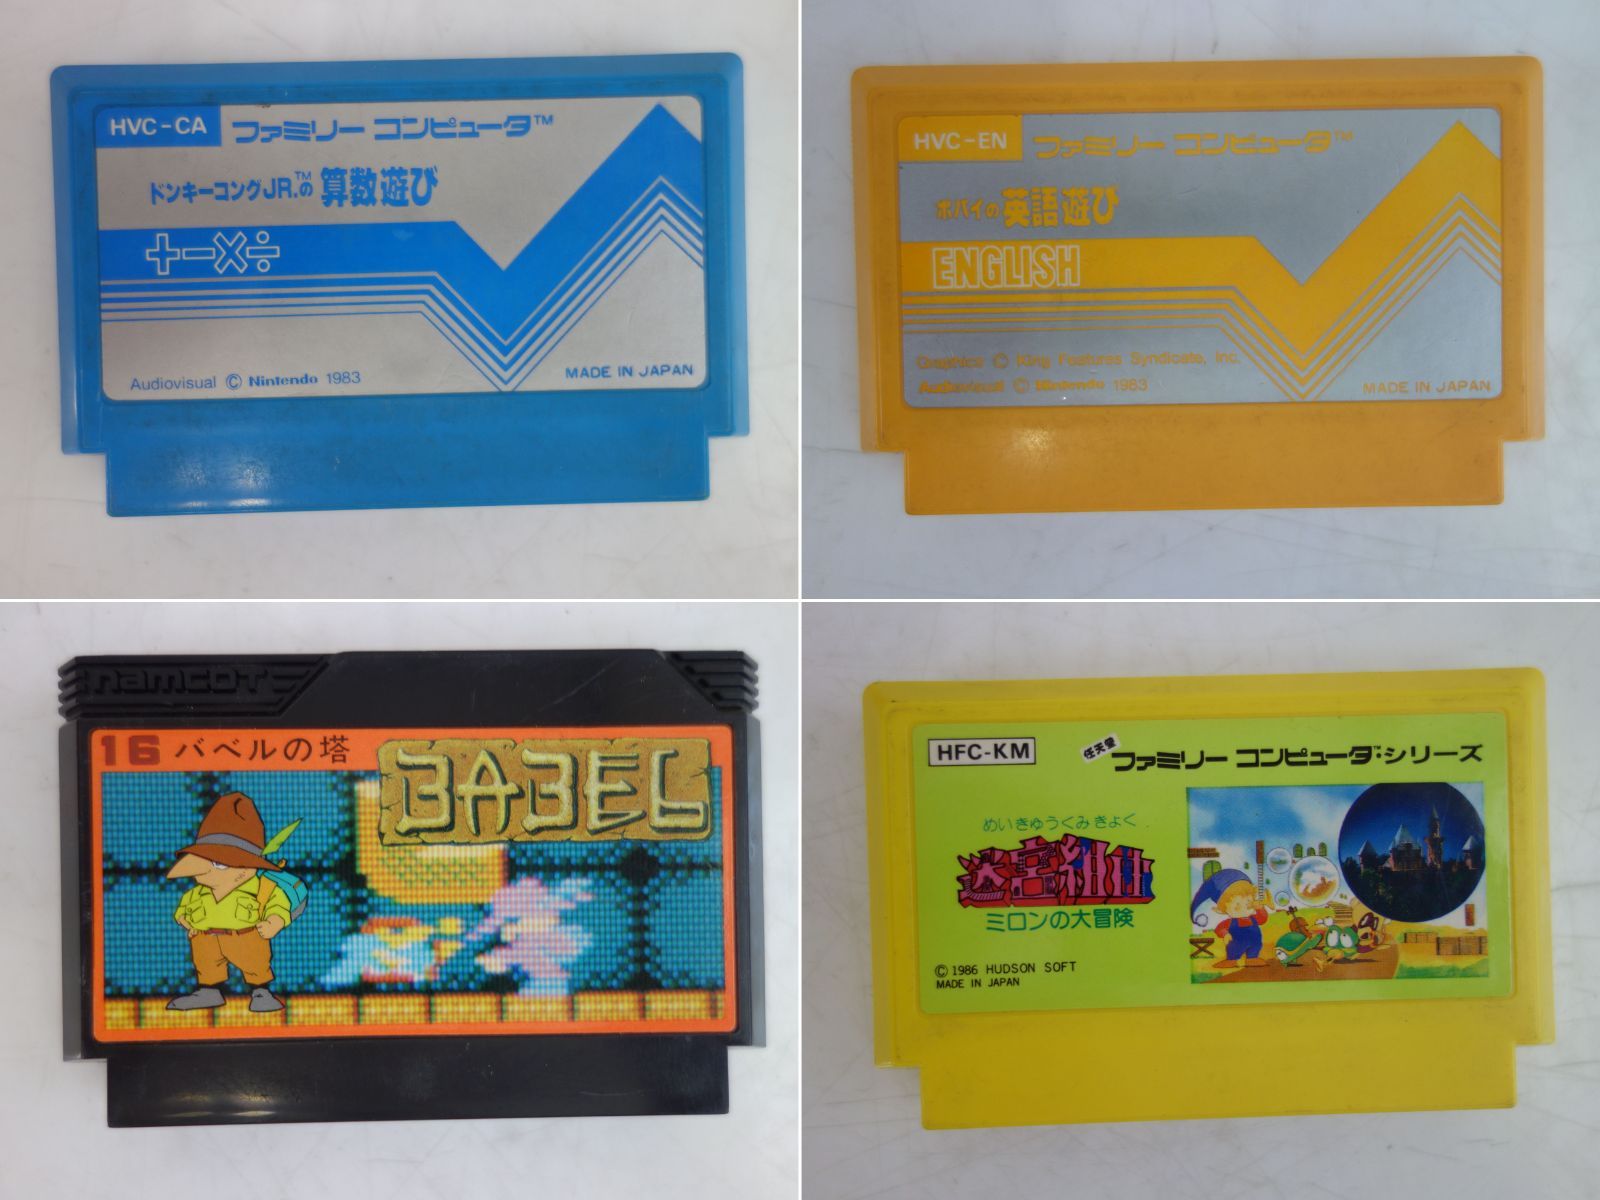 HVC-CA
ファミリー コンピュータ™
ドンキーコングJR.™の 算数遊び
+-×÷
Audiovisual © Nintendo 1983
MADE IN JAPAN
HVC-EN
ファミリー コンピュータ™
ポパイの英語遊び
ENGLISH
Graphics © King Features Syndicate, Inc.
Audiovisual © Nintendo 1983
MADE IN JAPAN
namcot
16 バベルの塔
BABEL
HFC-KM
任天堂 ファミリー コンピュータ™・シリーズ
めいきゅうくみきょく
迷宮組曲
ミロンの大冒険
© 1986 HUDSON SOFT
MADE IN JAPAN